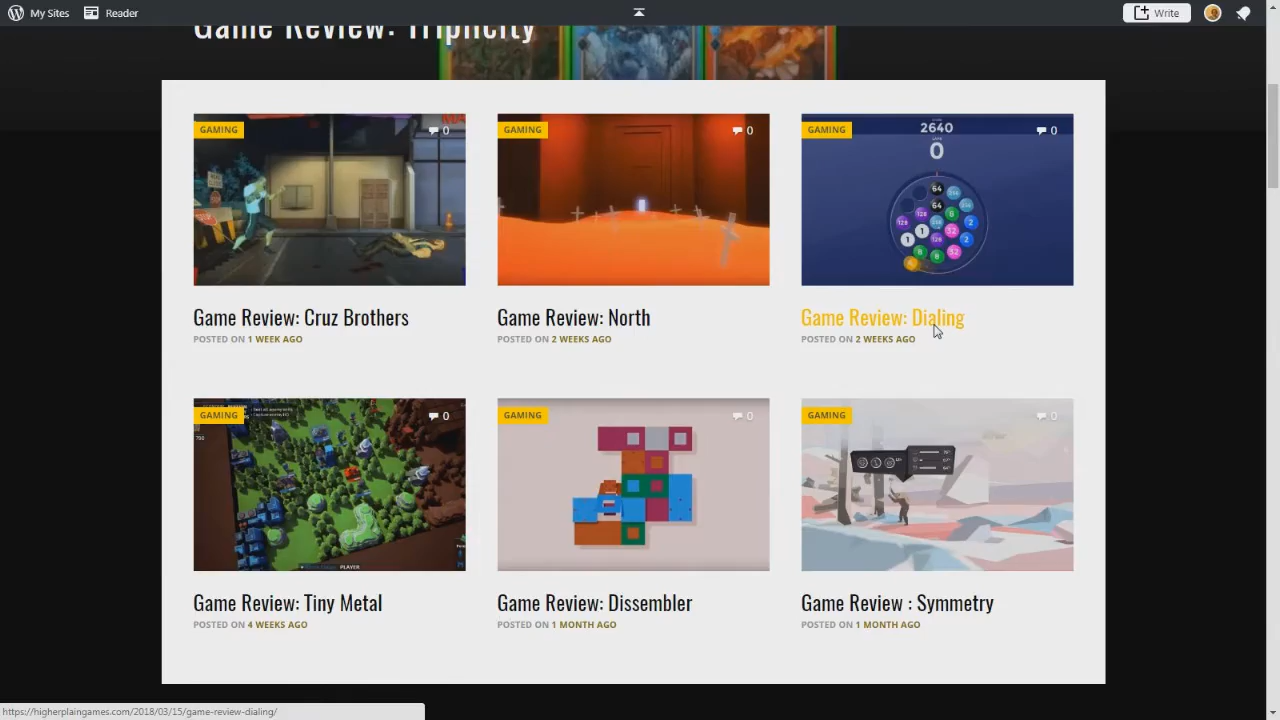 My Sites Reader Write
Game Review: Triplicity
GAMING 0 GAMING 0 GAMING 2640 0
0
Game Review: Cruz Brothers Game Review: North Game Review: Dialing
POSTED ON 1 WEEK AGO POSTED ON 2 WEEKS AGO POSTED ON 2 WEEKS AGO
GAMING 0 GAMING 0 GAMING 0
PLAYER
Game Review: Tiny Metal Game Review: Dissembler Game Review : Symmetry
POSTED ON 4 WEEKS AGO POSTED ON 1 MONTH AGO POSTED ON 1 MONTH AGO
https://higherplaingames.com/2018/03/15/game-review-dialing/